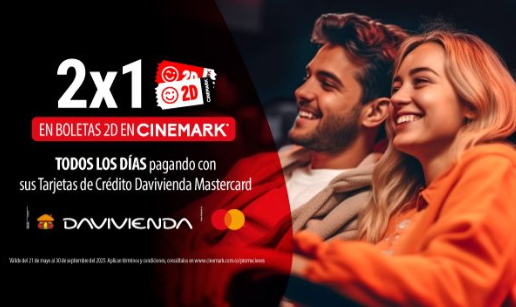 2x1
2D
2D
CINEMARK
EN BOLETAS 2D EN CINEMARK
TODOS LOS DÍAS pagando con
sus Tarjetas de Crédito Davivienda Mastercard
DAVIVIENDA
Válido del 21 de mayo al 30 de septiembre del 2025. Aplican términos y condiciones, consúltalos en www.cinemark.com.co/promociones